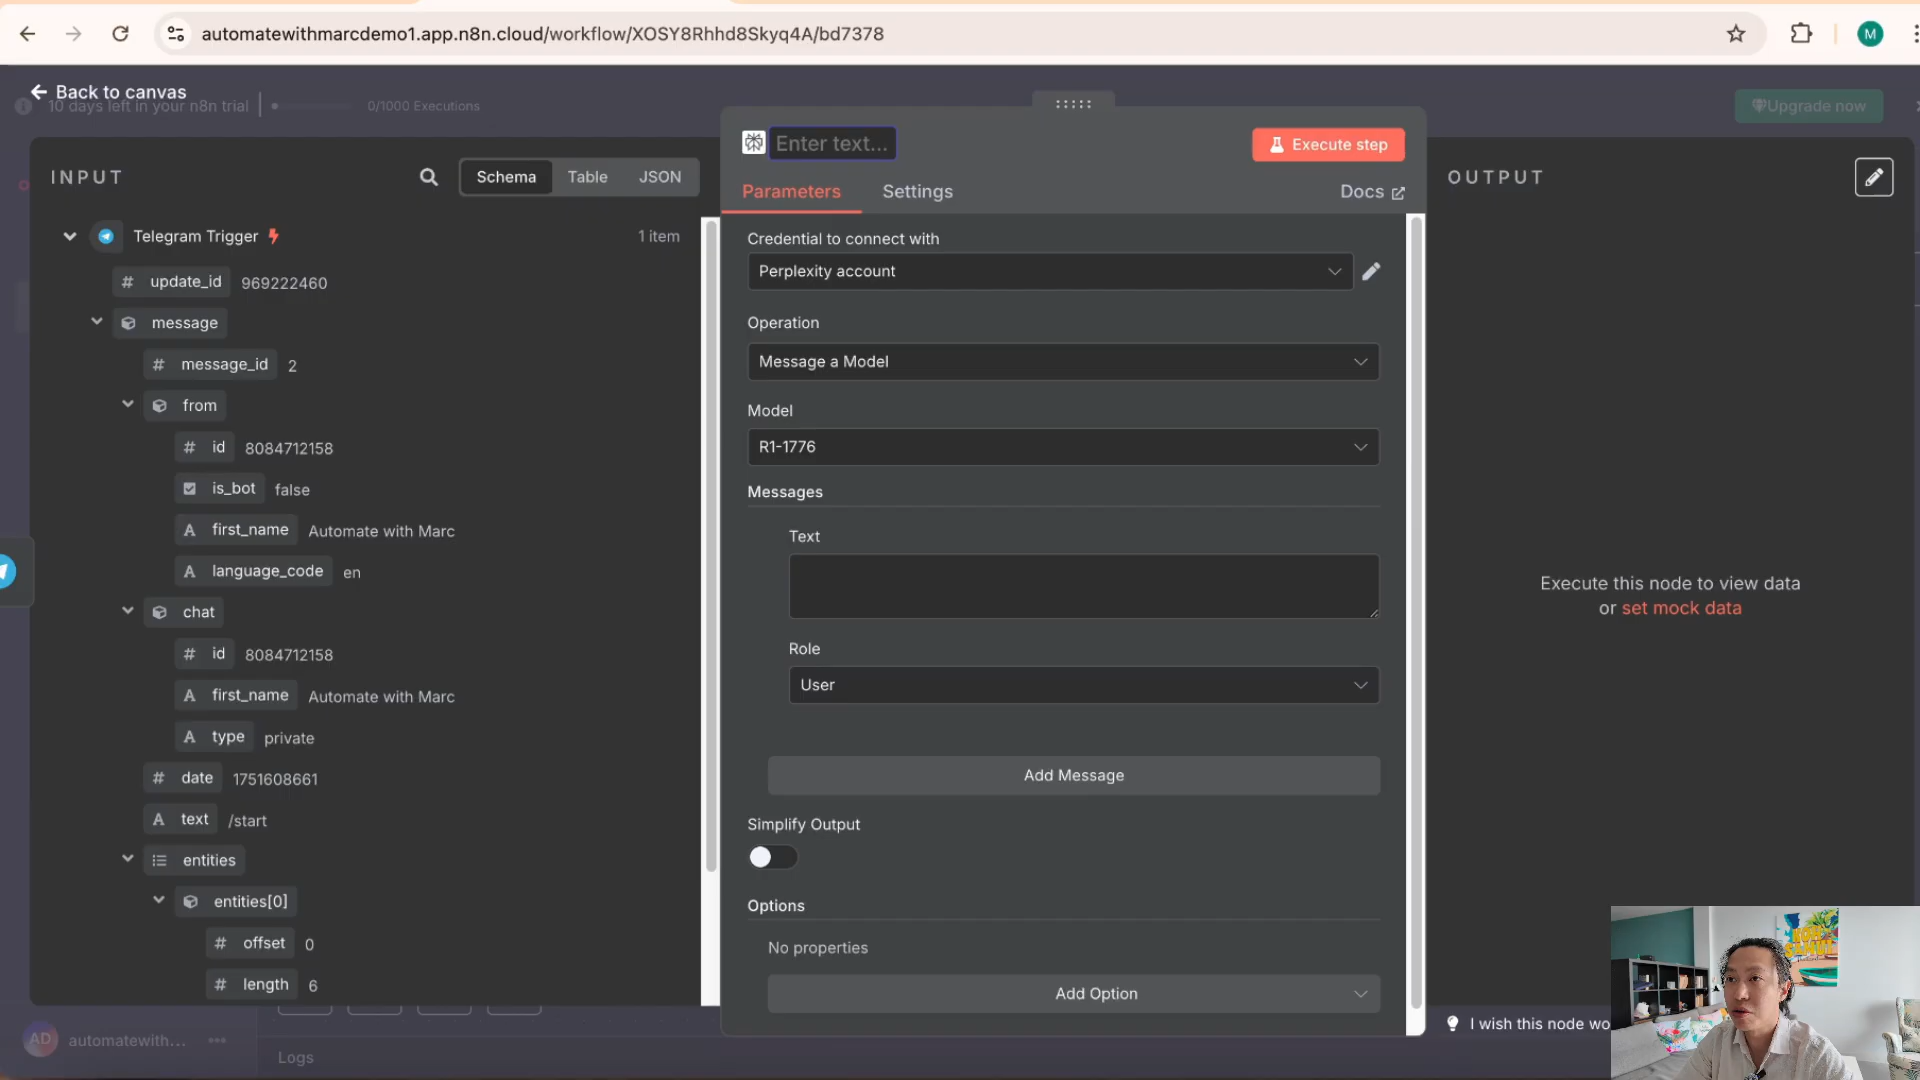 automatewithmarcdemo1.app.n8n.cloud/workflow/XOSY8Rhhd8Skyq4A/bd7378
M
Back to canvas
10 days left in your n8n trial
0/1000 Executions
Upgrade now
INPUT
Schema
Table
JSON
Telegram Trigger
1 item
# update_id 969222460
message
# message_id 2
from
# id 8084712158
is_bot false
A first_name Automate with Marc
A language_code en
chat
# id 8084712158
A first_name Automate with Marc
A type private
# date 1751608661
A text /start
entities
entities[0]
# offset 0
# length 6
Enter text...
Execute step
Parameters
Settings
Docs
Credential to connect with
Perplexity account
Operation
Message a Model
Model
R1-1776
Messages
Text
Role
User
Add Message
Simplify Output
Options
No properties
Add Option
OUTPUT
Execute this node to view data
or set mock data
I wish this node wo
KOH
SAMUI
AD
automatewith...
Logs